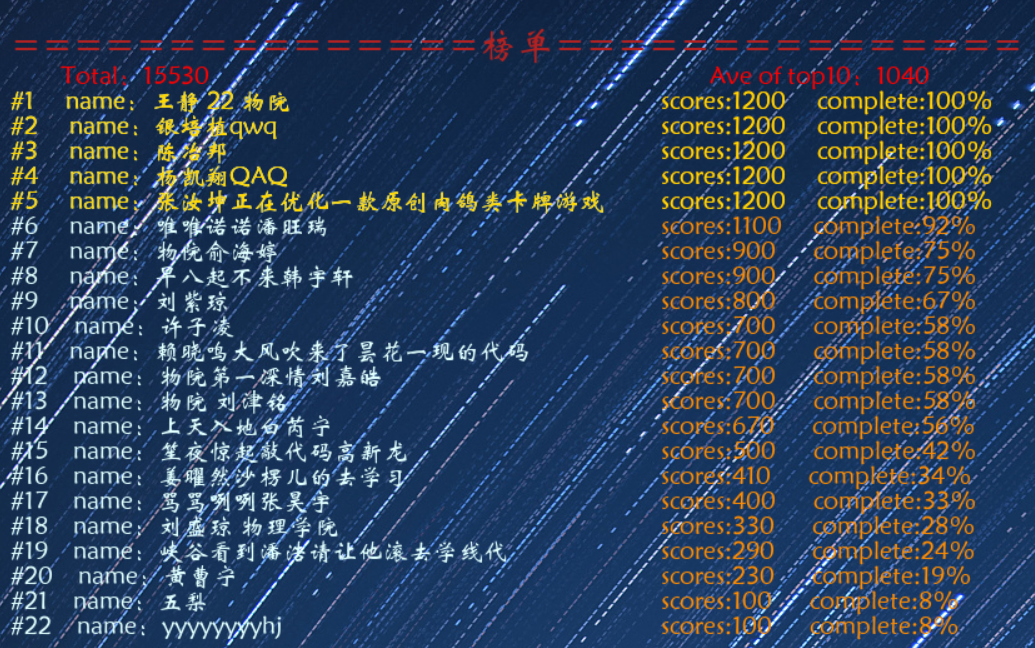 ==================榜单==================
Total：15530 Ave of top10：1040
#1 name：王静 22 物院 scores:1200 complete:100%
#2 name：银培植qwq scores:1200 complete:100%
#3 name：陈冶邦 scores:1200 complete:100%
#4 name：杨凯翔QAQ scores:1200 complete:100%
#5 name：张汝坤正在优化一款原创内鸽类卡牌游戏 scores:1200 complete:100%
#6 name：唯唯诺诺潘旺瑞 scores:1100 complete:92%
#7 name：物院俞海婷 scores:900 complete:75%
#8 name：早八起不来韩宇轩 scores:900 complete:75%
#9 name：刘紫琼 scores:800 complete:67%
#10 name：许子凌 scores:700 complete:58%
#11 name：赖晓鸣大风吹来了昙花一现的代码 scores:700 complete:58%
#12 name：物院第一深情刘嘉皓 scores:700 complete:58%
#13 name：物院 刘津铭 scores:700 complete:58%
#14 name：上天入地白芮宁 scores:670 complete:56%
#15 name：笙夜惊起敲代码高新龙 scores:500 complete:42%
#16 name：姜曜然沙楞儿的去学习 scores:410 complete:34%
#17 name：骂骂咧咧张昊宇 scores:400 complete:33%
#18 name：刘盛琼 物理学院 scores:330 complete:28%
#19 name：峡谷看到潘浩请让他滚去学线代 scores:290 complete:24%
#20 name：黄曹宁 scores:230 complete:19%
#21 name：五梨 scores:100 complete:8%
#22 name：yyyyyyyyhj scores:100 complete:8%